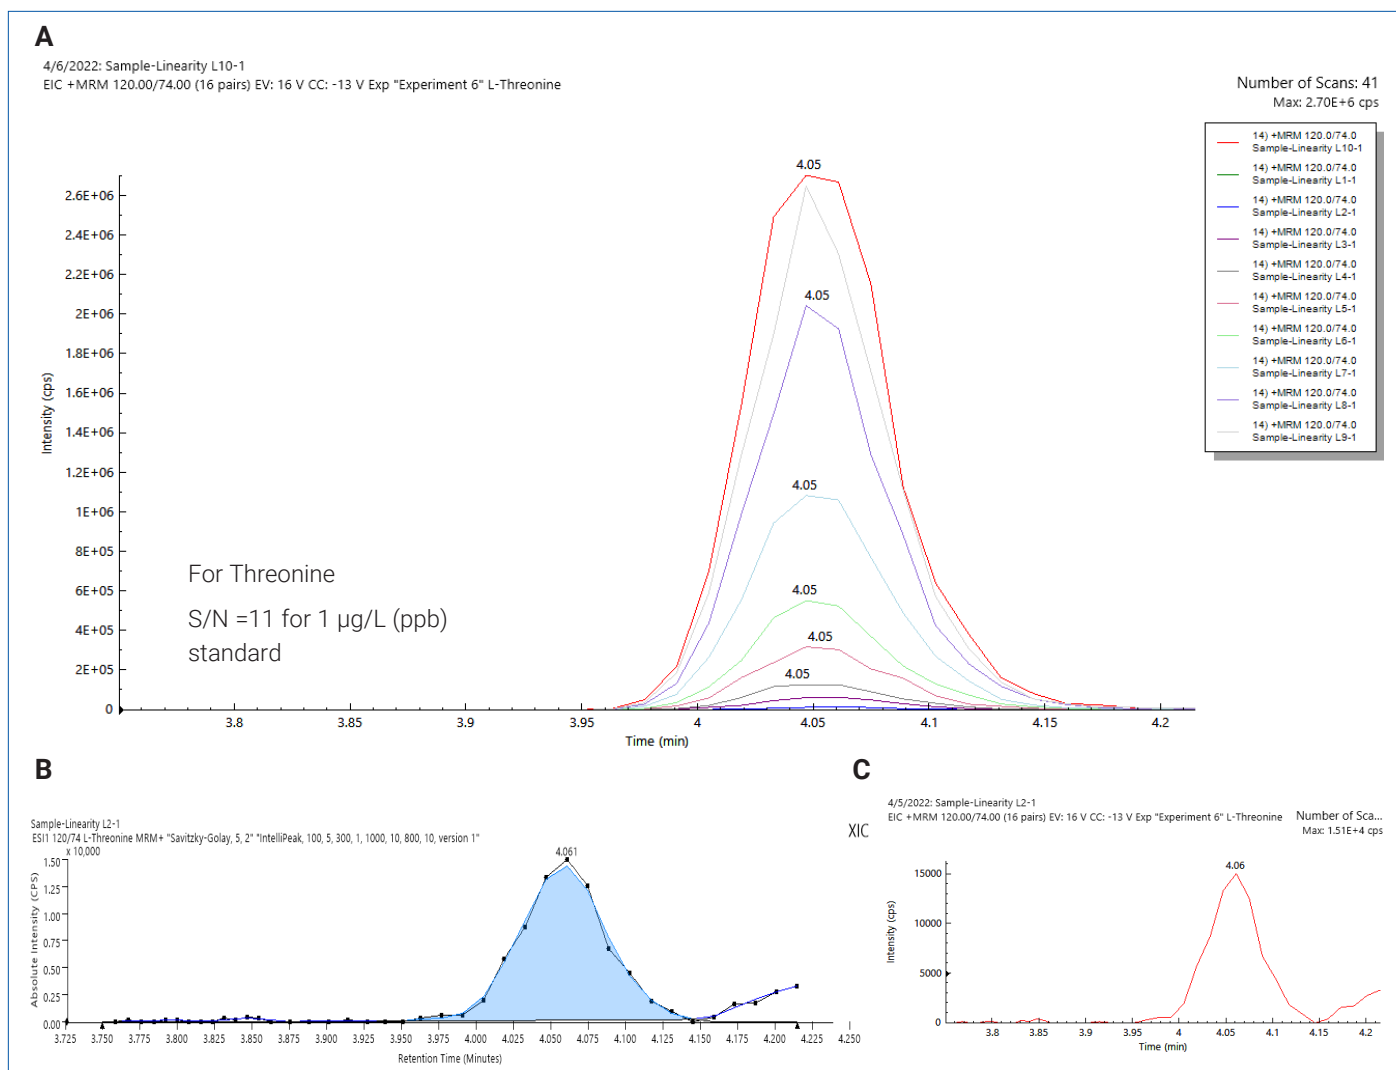 A
4/6/2022: Sample-Linearity L10-1
EIC +MRM 120.00/74.00 (16 pairs) EV: 16 V CC: -13 V Exp "Experiment 6" L-Threonine
Number of Scans: 41
Max: 2.70E+6 cps
14) +MRM 120.0/74.0
Sample-Linearity L10-1
14) +MRM 120.0/74.0
Sample-Linearity L1-1
14) +MRM 120.0/74.0
Sample-Linearity L2-1
14) +MRM 120.0/74.0
Sample-Linearity L3-1
14) +MRM 120.0/74.0
Sample-Linearity L4-1
14) +MRM 120.0/74.0
Sample-Linearity L5-1
14) +MRM 120.0/74.0
Sample-Linearity L6-1
14) +MRM 120.0/74.0
Sample-Linearity L7-1
14) +MRM 120.0/74.0
Sample-Linearity L8-1
14) +MRM 120.0/74.0
Sample-Linearity L9-1
Intensity (cps)
2.6E+06
2.4E+06
2.2E+06
2E+06
1.8E+06
1.6E+06
1.4E+06
1.2E+06
1E+06
8E+05
6E+05
4E+05
2E+05
0
4.05
4.05
4.05
4.05
4.05
4.05
For Threonine
S/N =11 for 1 µg/L (ppb)
standard
3.8 3.85 3.9 3.95 4 4.05 4.1 4.15 4.2
Time (min)
B
Sample-Linearity L2-1
ESI1 120/74 L-Threonine MRM+ "Savitzky-Golay, 5, 2" "IntelliPeak, 100, 5, 300, 1, 1000, 10, 800, 10, version 1"
x 10,000
4.061
Absolute Intensity (CPS)
1.50
1.25
1.00
0.75
0.50
0.25
0.00
3.725 3.750 3.775 3.800 3.825 3.850 3.875 3.900 3.925 3.950 3.975 4.000 4.025 4.050 4.075 4.100 4.125 4.150 4.175 4.200 4.225 4.250
Retention Time (Minutes)
C
XIC
4/5/2022: Sample-Linearity L2-1
EIC +MRM 120.00/74.00 (16 pairs) EV: 16 V CC: -13 V Exp "Experiment 6" L-Threonine
Number of Sca...
Max: 1.51E+4 cps
4.06
Intensity (cps)
15000
10000
5000
0
3.8 3.85 3.9 3.95 4 4.05 4.1 4.15 4.2
Time (min)